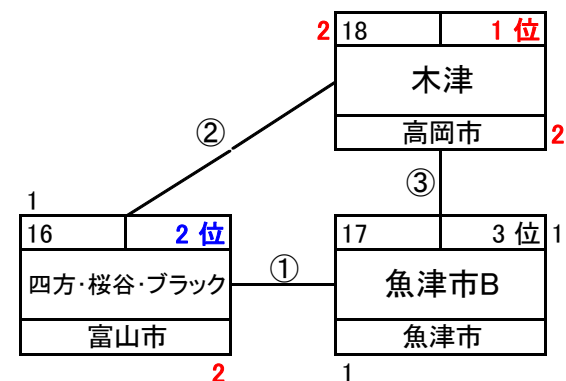 2 18 1 位
木津
②
高岡市 2
③
1
16 2 位 17 3 位 1
四方・桜谷・ブラック ① 魚津市B
富山市 魚津市
2 1